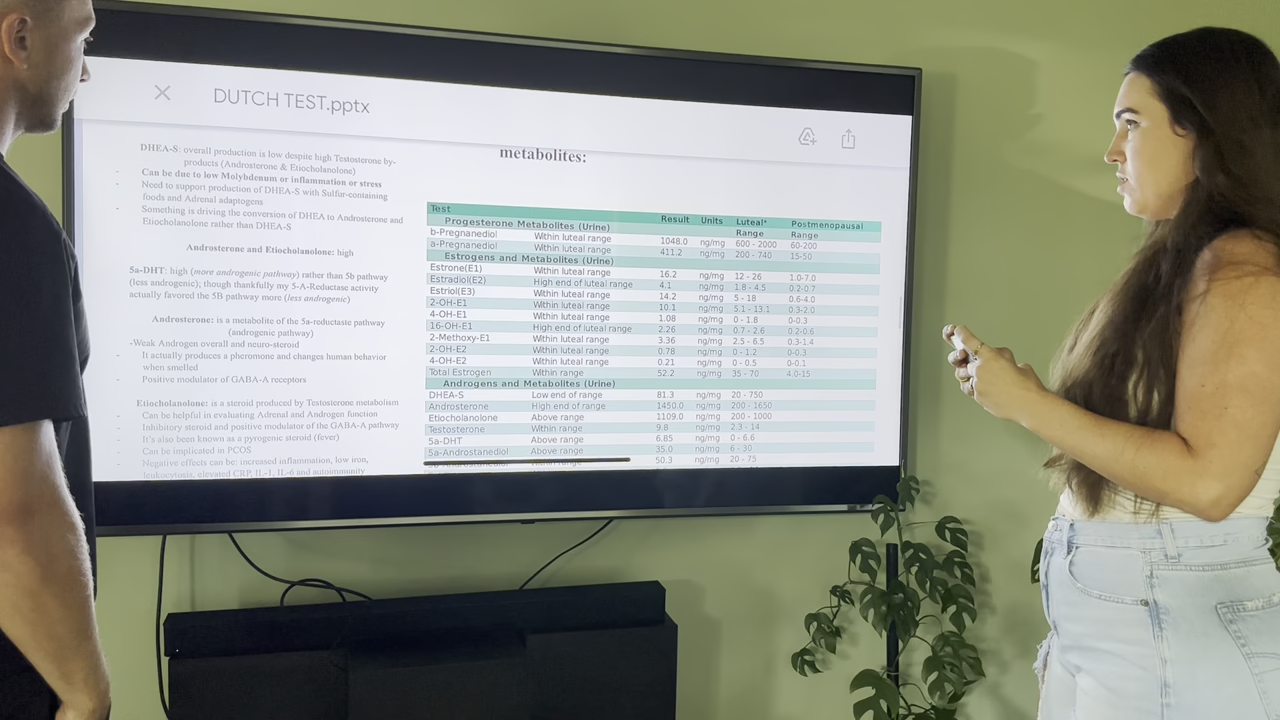 DUTCH TEST.pptx
DHEA-S: overall production is low despite high Testosterone by-
products (Androsterone & Etiocholanolone)
- Can be due to low Molybdenum or inflammation or stress
- Need to support production of DHEA-S with Sulfur-containing
foods and Adrenal adaptogens
- Something is driving the conversion of DHEA to Androsterone and
Etiocholanolone rather than DHEA-S
Androsterone and Etiocholanolone: high
5a-DHT: high (more androgenic pathway) rather than 5b pathway
(less androgenic); though thankfully my 5-A-Reductase activity
actually favored the 5B pathway more (less androgenic)
Androsterone: is a metabolite of the 5a-reductaste pathway
(androgenic pathway)
-Weak Androgen overall and neuro-steroid
- It actually produces a pheromone and changes human behavior
when smelled
- Positive modulator of GABA-A receptors
Etiocholanolone: is a steroid produced by Testosterone metabolism
- Can be helpful in evaluating Adrenal and Androgen function
- Inhibitory steroid and positive modulator of the GABA-A pathway
- It's also been known as a pyrogenic steroid (fever)
- Can be implicated in PCOS
- Negative effects can be: increased inflammation, low iron,
leukocytosis, elevated CRP, IL-1, IL-6 and autoimmunity
metabolites:
Test Result Units Luteal* Range Postmenopausal Range
Progesterone Metabolites (Urine)
b-Pregnanediol Within luteal range 1048.0 ng/mg 600 - 2000 60-200
a-Pregnanediol Within luteal range 411.2 ng/mg 200 - 740 15-50
Estrogens and Metabolites (Urine)
Estrone(E1) Within luteal range 16.2 ng/mg 12 - 26 1.0-7.0
Estradiol(E2) High end of luteal range 4.1 ng/mg 1.8 - 4.5 0.2-0.7
Estriol(E3) Within luteal range 14.2 ng/mg 5 - 18 0.6-4.0
2-OH-E1 Within luteal range 10.1 ng/mg 5.1 - 13.1 0.3-2.0
4-OH-E1 Within luteal range 1.08 ng/mg 0 - 1.8 0-0.3
16-OH-E1 High end of luteal range 2.26 ng/mg 0.7 - 2.6 0.2-0.6
2-Methoxy-E1 Within luteal range 3.36 ng/mg 2.5 - 6.5 0.3-1.4
2-OH-E2 Within luteal range 0.78 ng/mg 0 - 1.2 0-0.3
4-OH-E2 Within luteal range 0.21 ng/mg 0 - 0.5 0-0.1
Total Estrogen Within range 52.2 ng/mg 35 - 70 4.0-15
Androgens and Metabolites (Urine)
DHEA-S Low end of range 81.3 ng/mg 20 - 750
Androsterone High end of range 1450.0 ng/mg 200 - 1650
Etiocholanolone Above range 1109.0 ng/mg 200 - 1000
Testosterone Within range 9.8 ng/mg 2.3 - 14
5a-DHT Above range 6.85 ng/mg 0 - 6.6
5a-Androstanediol Above range 35.0 ng/mg 6 - 30
range 50.3 ng/mg 20 - 75